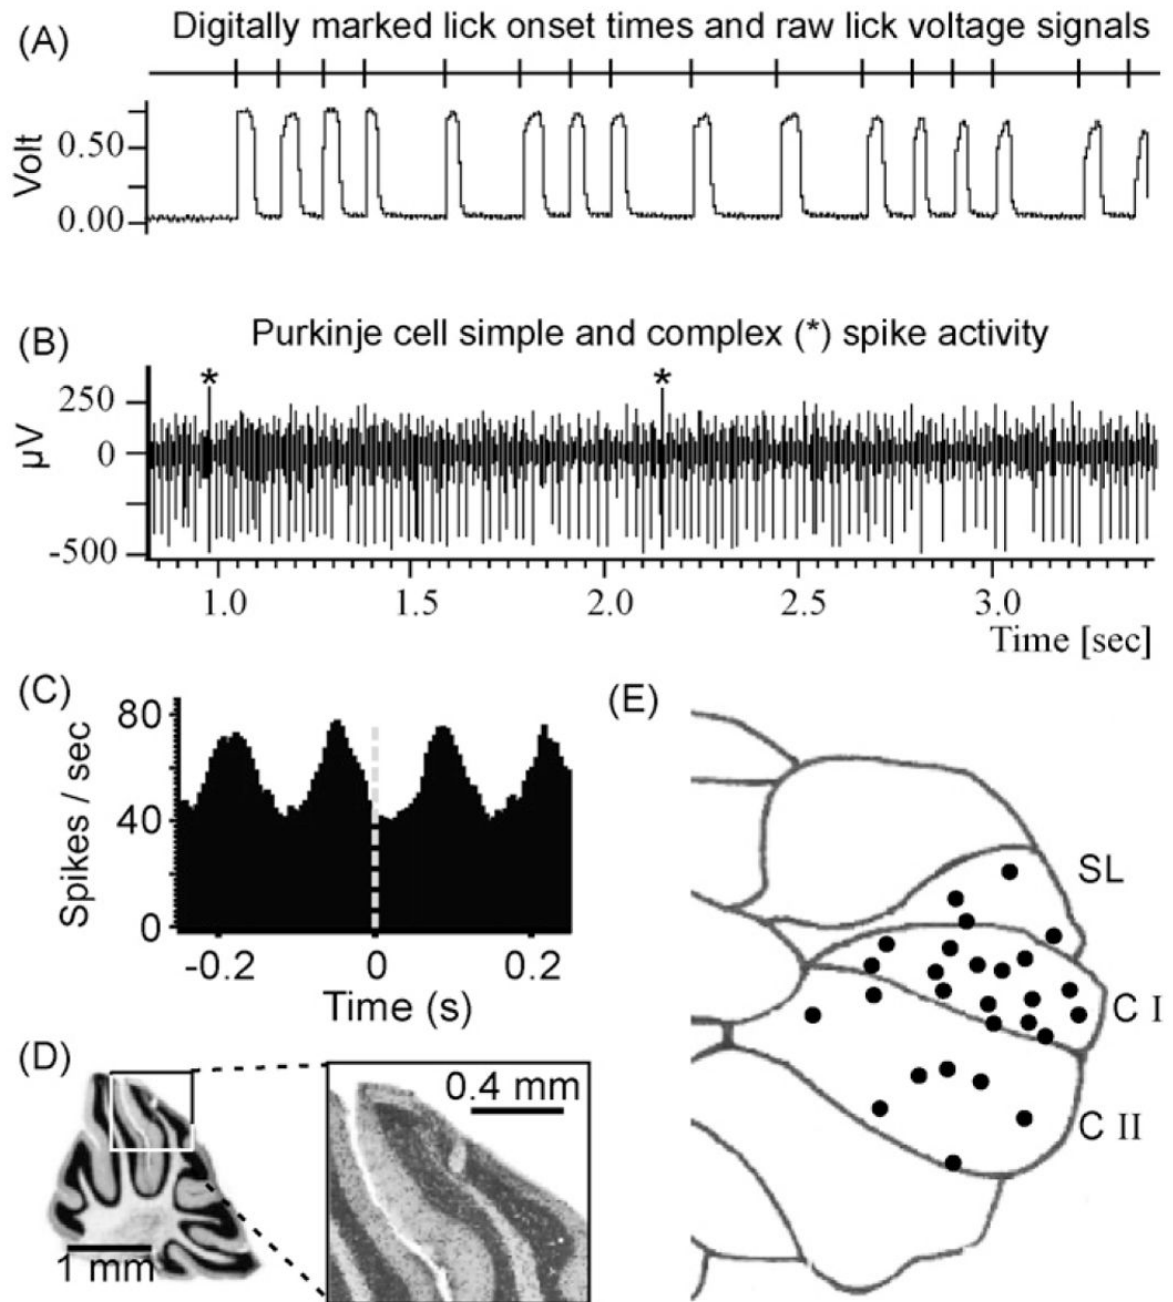 (A)
Digitally marked lick onset times and raw lick voltage signals
Volt
0.50
0.00
(B)
Purkinje cell simple and complex (*) spike activity
* *
µV
250
0
-500
1.0 1.5 2.0 2.5 3.0
Time [sec]
(C)
Spikes / sec
80
40
0
-0.2 0 0.2
Time (s)
(D)
1 mm
0.4 mm
(E)
SL
C I
C II